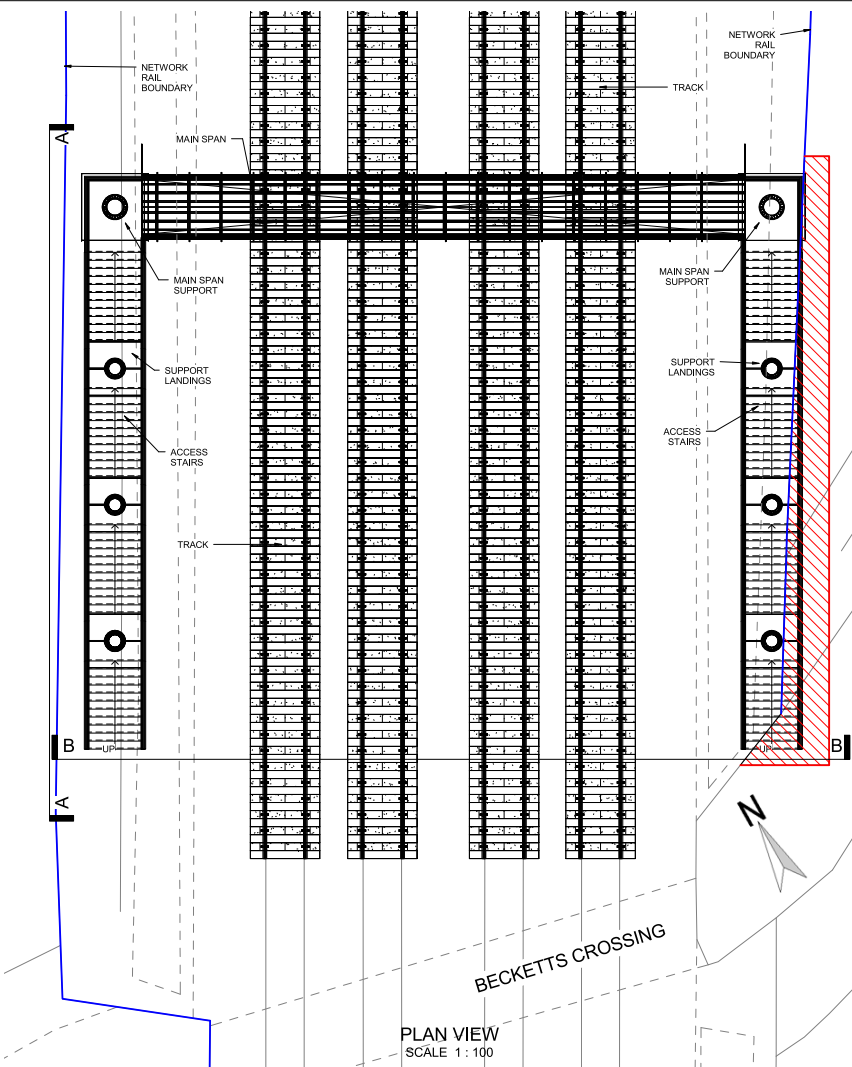 NETWORK
RAIL
BOUNDARY
NETWORK
RAIL
BOUNDARY
TRACK
A
MAIN SPAN
MAIN SPAN
SUPPORT
MAIN SPAN
SUPPORT
SUPPORT
LANDINGS
SUPPORT
LANDINGS
ACCESS
STAIRS
ACCESS
STAIRS
TRACK
B
UP
UP
B
A
N
BECKETTS CROSSING
PLAN VIEW
SCALE 1 : 100